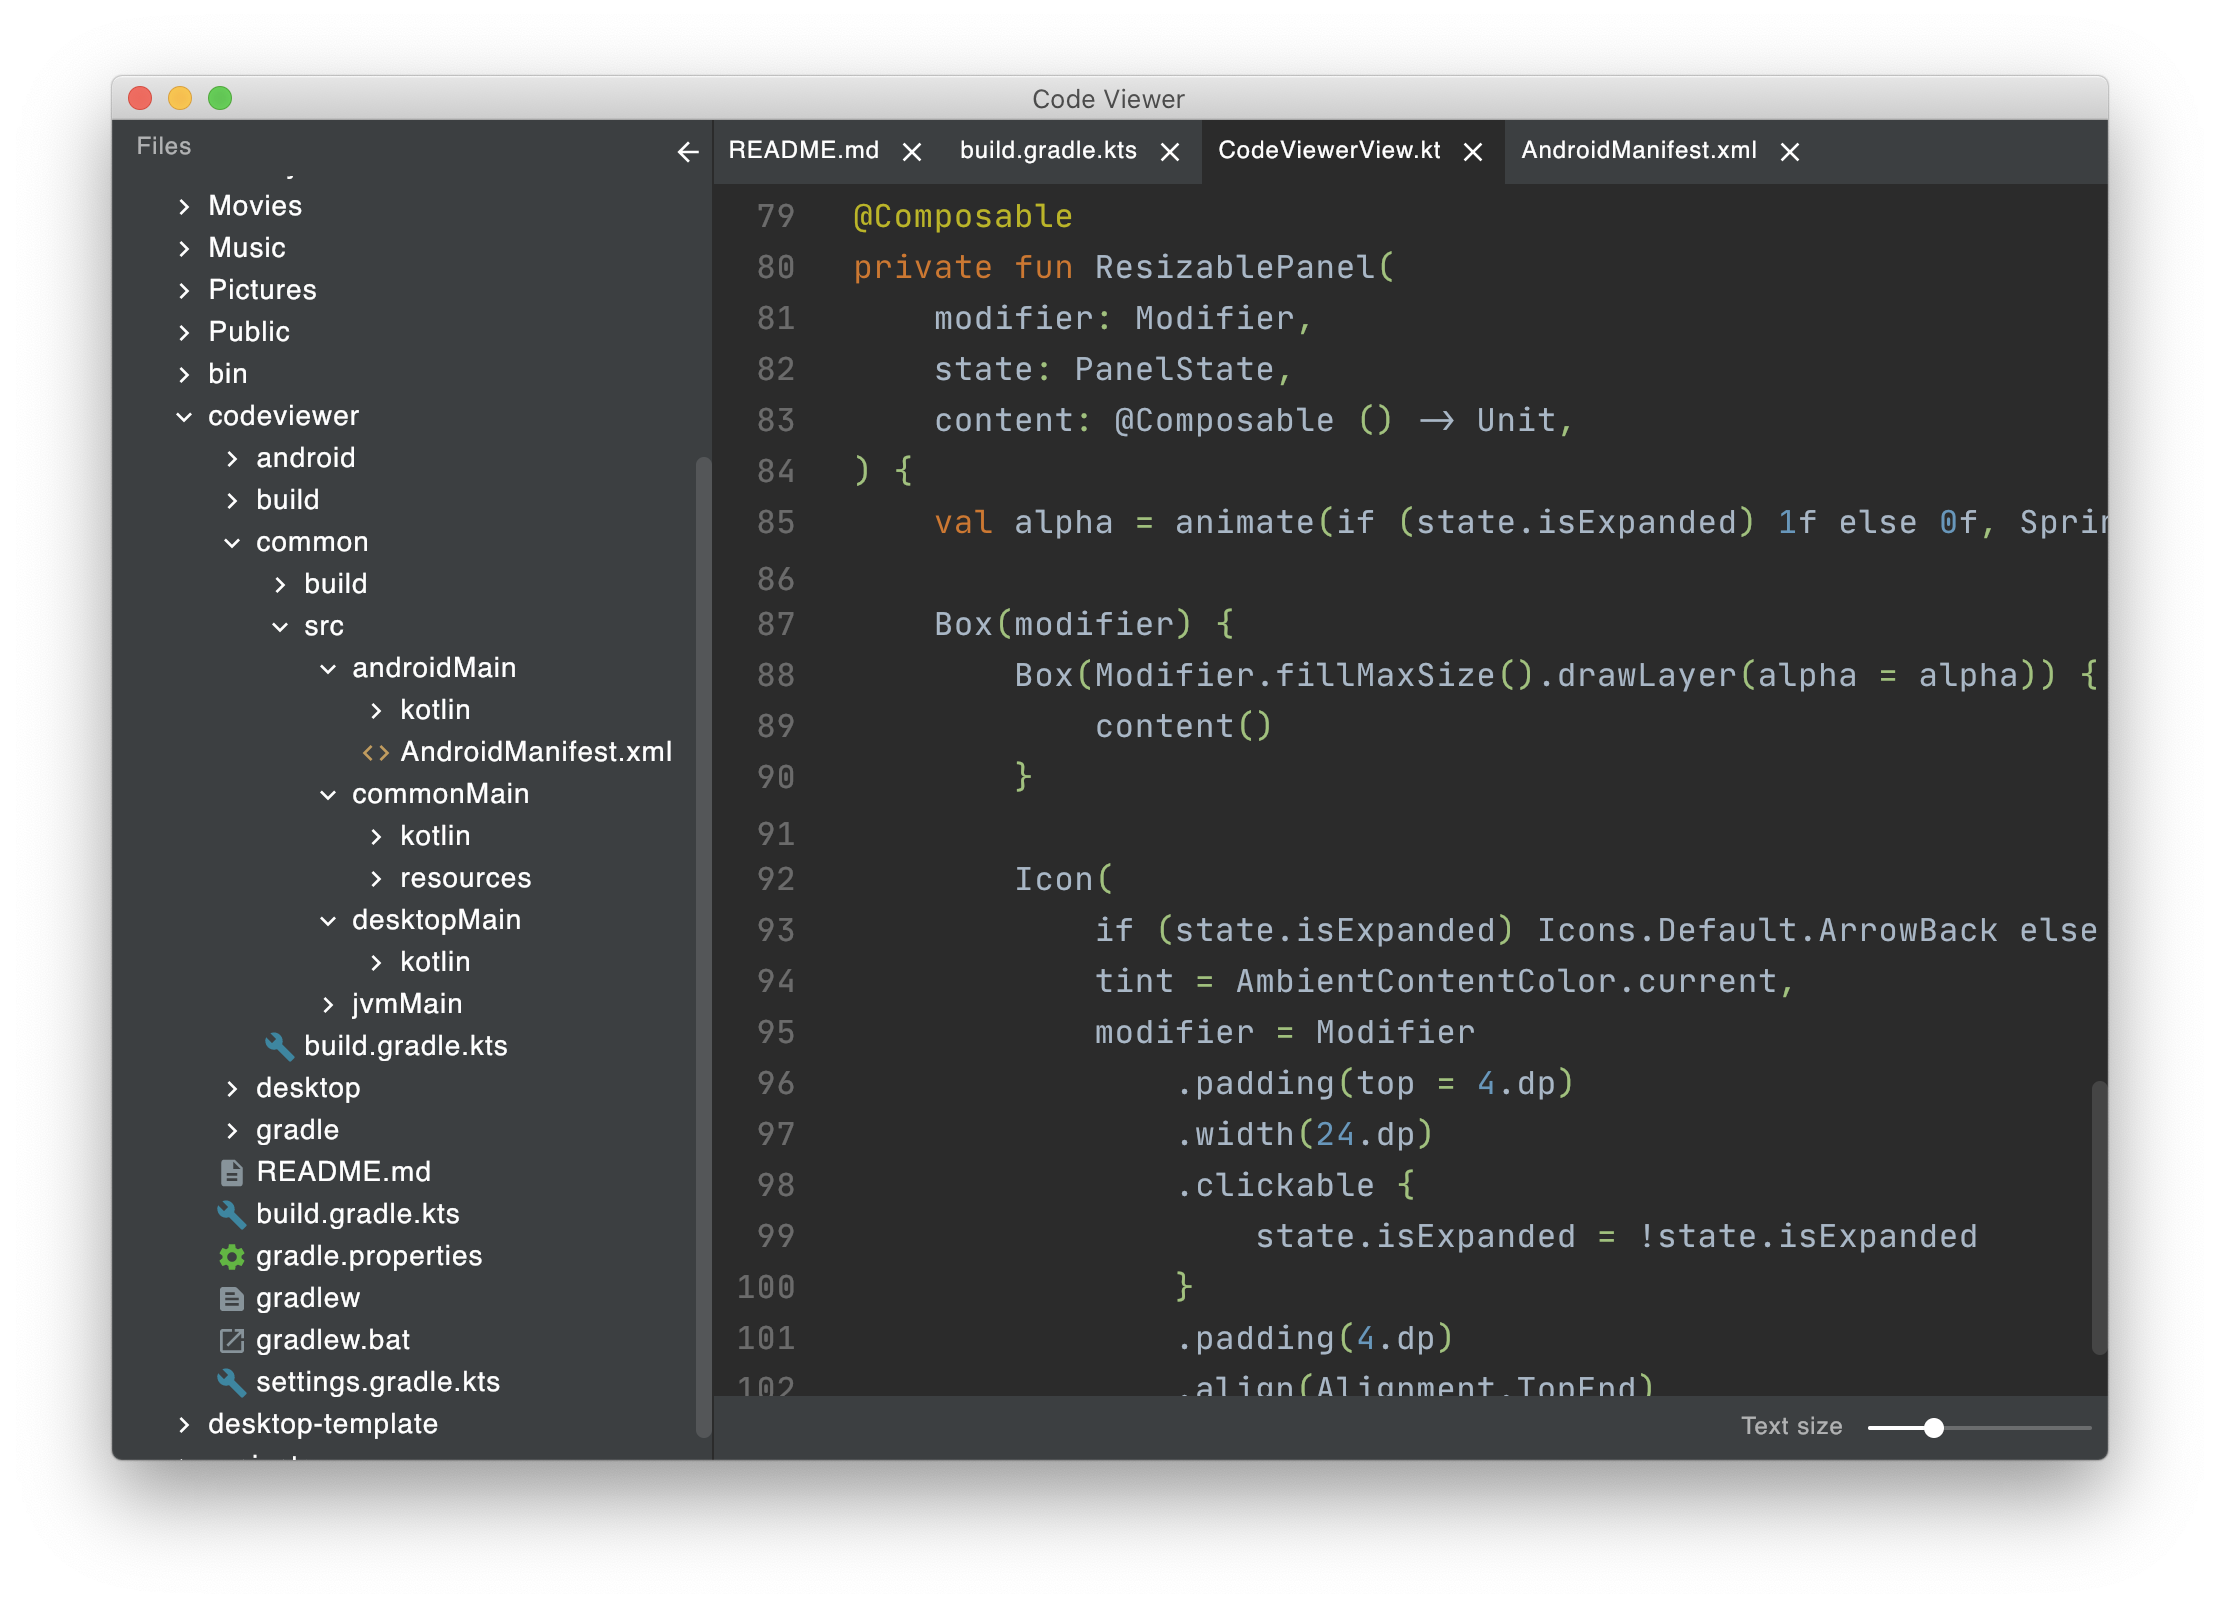 Code Viewer
Files
Movies
Music
Pictures
Public
bin
codeviewer
android
build
common
build
src
androidMain
kotlin
AndroidManifest.xml
commonMain
kotlin
resources
desktopMain
kotlin
jvmMain
build.gradle.kts
desktop
gradle
README.md
build.gradle.kts
gradle.properties
gradlew
gradlew.bat
settings.gradle.kts
desktop-template
README.md build.gradle.kts CodeViewerView.kt AndroidManifest.xml
79 @Composable
80 private fun ResizablePanel(
81 modifier: Modifier,
82 state: PanelState,
83 content: @Composable () -> Unit,
84 ) {
85 val alpha = animate(if (state.isExpanded) 1f else 0f, Sprin
86
87 Box(modifier) {
88 Box(Modifier.fillMaxSize().drawLayer(alpha = alpha)) {
89 content()
90 }
91
92 Icon(
93 if (state.isExpanded) Icons.Default.ArrowBack else
94 tint = AmbientContentColor.current,
95 modifier = Modifier
96 .padding(top = 4.dp)
97 .width(24.dp)
98 .clickable {
99 state.isExpanded = !state.isExpanded
100 }
101 .padding(4.dp)
102 .align(Alignment.TopEnd)
Text size